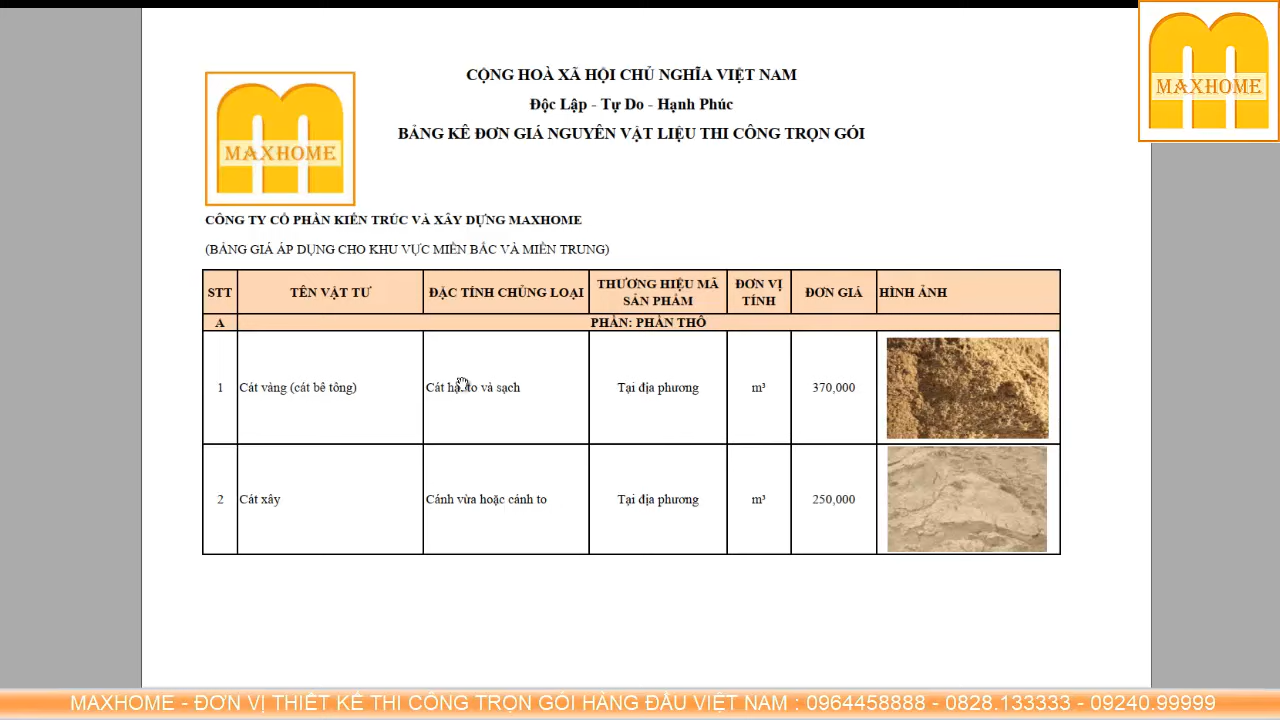 MAXHOME
CỘNG HOÀ XÃ HỘI CHỦ NGHĨA VIỆT NAM
Độc Lập - Tự Do - Hạnh Phúc
BẢNG KÊ ĐƠN GIÁ NGUYÊN VẬT LIỆU THI CÔNG TRỌN GÓI
MAXHOME
CÔNG TY CỔ PHẦN KIẾN TRÚC VÀ XÂY DỰNG MAXHOME
(BẢNG GIÁ ÁP DỤNG CHO KHU VỰC MIỀN BẮC VÀ MIỀN TRUNG)
STT TÊN VẬT TƯ ĐẶC TÍNH CHỦNG LOẠI THƯƠNG HIỆU MÃ SẢN PHẨM ĐƠN VỊ TÍNH ĐƠN GIÁ HÌNH ẢNH
A PHẦN: PHẦN THÔ
1 Cát vàng (cát bê tông) Cát hạt to và sạch Tại địa phương m³ 370,000
2 Cát xây Cánh vừa hoặc cánh to Tại địa phương m³ 250,000
MAXHOME - ĐƠN VỊ THIẾT KẾ THI CÔNG TRỌN GÓI HÀNG ĐẦU VIỆT NAM : 0964458888 - 0828.133333 - 09240.99999